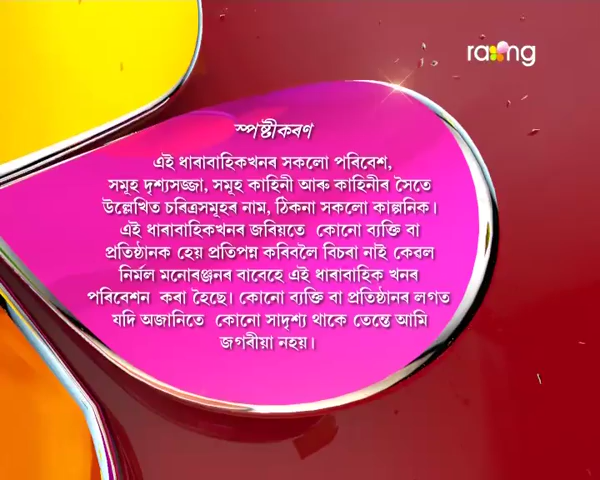 rang
স্পষ্টীকৰণ
এই ধাৰাবাহিকখনৰ সকলো পৰিবেশ,
সমূহ দৃশ্যসজ্জা, সমূহ কাহিনী আৰু কাহিনীৰ সৈতে
উল্লেখিত চৰিত্ৰসমূহৰ নাম, ঠিকনা সকলো কাল্পনিক।
এই ধাৰাবাহিকখনৰ জৰিয়তে কোনো ব্যক্তি বা
প্ৰতিষ্ঠানক হেয় প্ৰতিপন্ন কৰিবলৈ বিচৰা নাই কেৱল
নিৰ্মল মনোৰঞ্জনৰ বাবেহে এই ধাৰাবাহিক খনৰ
পৰিবেশন কৰা হৈছে। কোনো ব্যক্তি বা প্ৰতিষ্ঠানৰ লগত
যদি অজানিতে কোনো সাদৃশ্য থাকে তেন্তে আমি
জগৰীয়া নহয়।